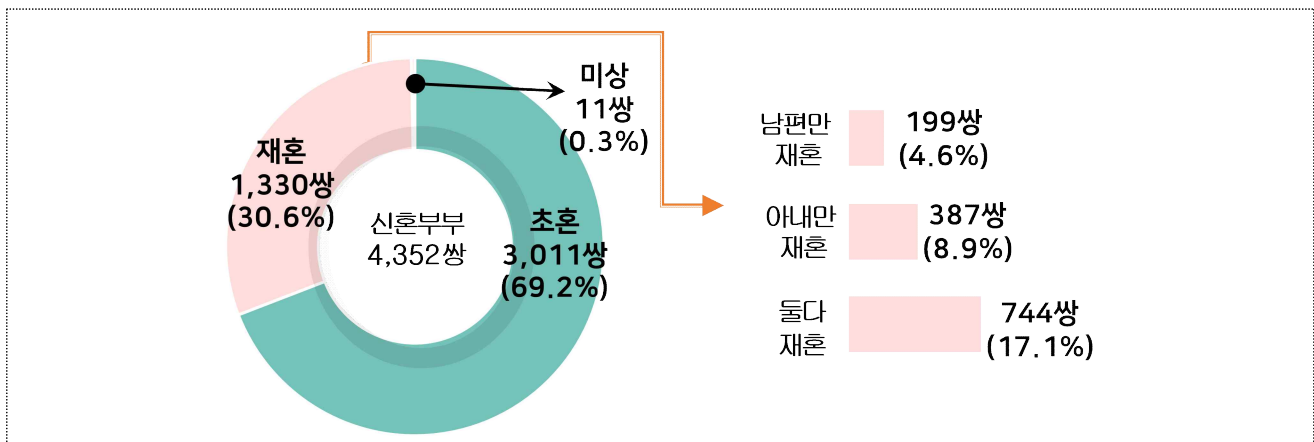 미상
11쌍
(0.3%)
재혼
1,330쌍
(30.6%)
신혼부부
4,352쌍
초혼
3,011쌍
(69.2%)
남편만
재혼
199쌍
(4.6%)
아내만
재혼
387쌍
(8.9%)
둘다
재혼
744쌍
(17.1%)